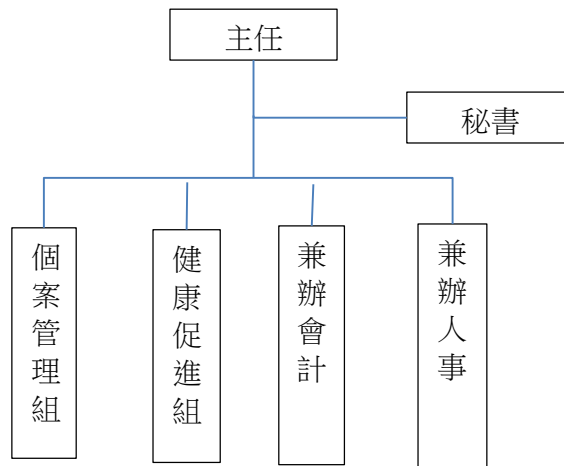 主任
秘書
個案管理組
健康促進組
兼辦會計
兼辦人事